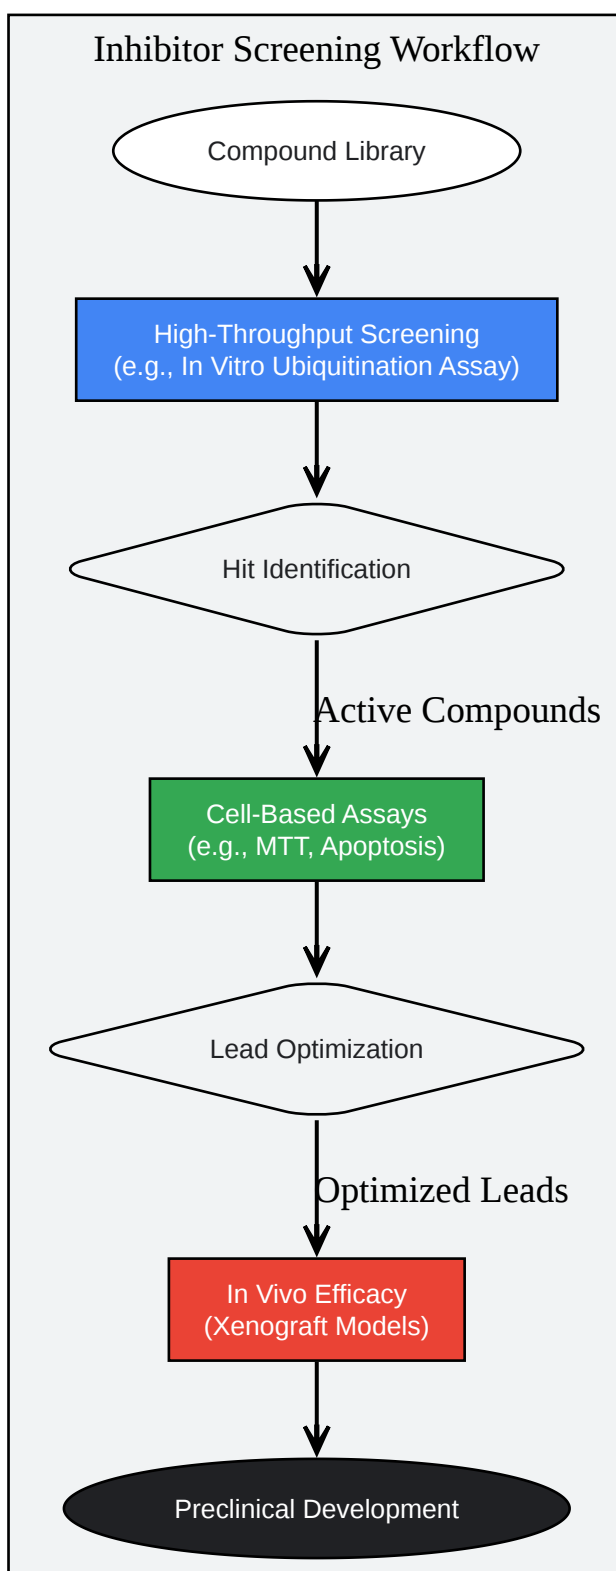 Inhibitor Screening Workflow
Compound Library
High-Throughput Screening
(e.g., In Vitro Ubiquitination Assay)
Hit Identification
Active Compounds
Cell-Based Assays
(e.g., MTT, Apoptosis)
Lead Optimization
Optimized Leads
In Vivo Efficacy
(Xenograft Models)
Preclinical Development